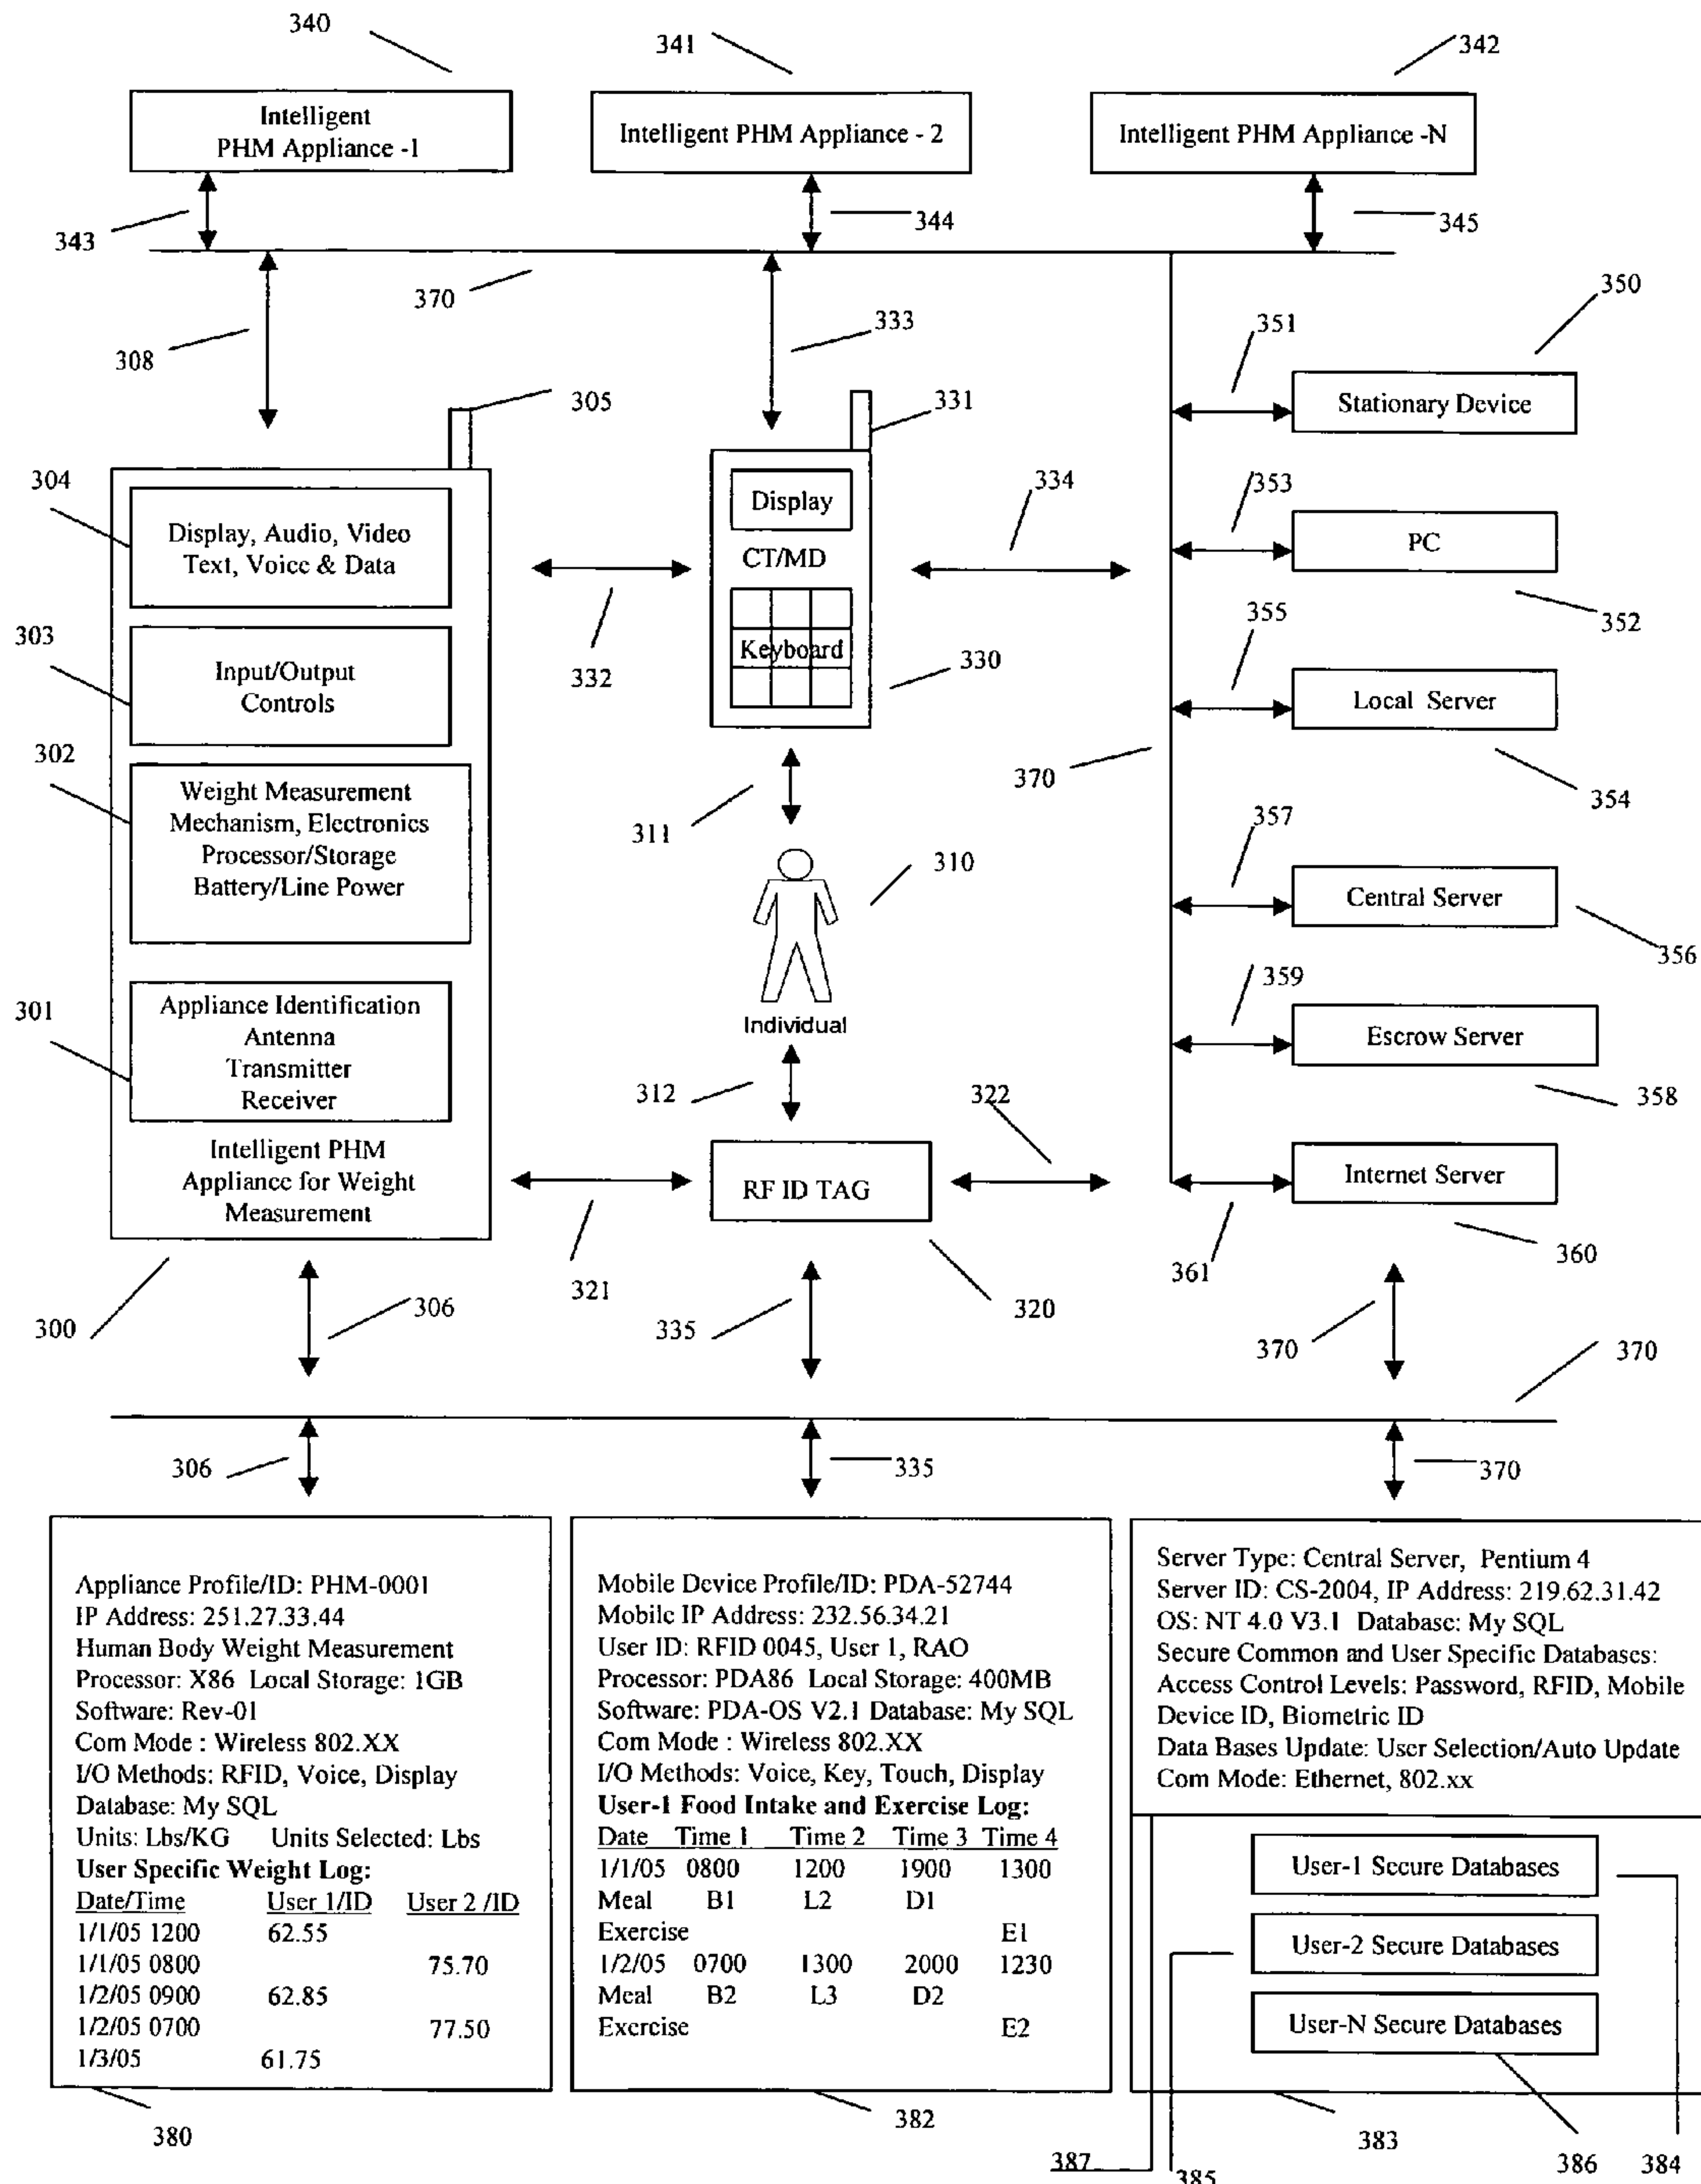 340
341
342
Intelligent
PHM Appliance -1
Intelligent PHM Appliance - 2
Intelligent PHM Appliance -N
343
344
345
370
308
333
350
351
305
331
Stationary Device
304
Display, Audio, Video
Text, Voice & Data
Display
CT/MD
Keyboard
334
353
PC
352
303
Input/Output
Controls
332
330
355
Local Server
354
302
Weight Measurement
Mechanism, Electronics
Processor/Storage
Battery/Line Power
311
370
310
357
Central Server
356
301
Appliance Identification
Antenna
Transmitter
Receiver
Individual
359
Escrow Server
358
312
322
Intelligent PHM
Appliance for Weight
Measurement
RF ID TAG
Internet Server
360
361
321
320
300
306
335
370
370
306
335
370
Appliance Profile/ID: PHM-0001
IP Address: 251.27.33.44
Human Body Weight Measurement
Processor: X86 Local Storage: 1GB
Software: Rev-01
Com Mode : Wireless 802.XX
I/O Methods: RFID, Voice, Display
Database: My SQL
Units: Lbs/KG Units Selected: Lbs
User Specific Weight Log:
Date/Time User 1/ID User 2 /ID
1/1/05 1200 62.55
1/1/05 0800 75.70
1/2/05 0900 62.85
1/2/05 0700 77.50
1/3/05 61.75
380
Mobile Device Profile/ID: PDA-52744
Mobile IP Address: 232.56.34.21
User ID: RFID 0045, User 1, RAO
Processor: PDA86 Local Storage: 400MB
Software: PDA-OS V2.1 Database: My SQL
Com Mode : Wireless 802.XX
I/O Methods: Voice, Key, Touch, Display
User-1 Food Intake and Exercise Log:
Date Time 1 Time 2 Time 3 Time 4
1/1/05 0800 1200 1900 1300
Meal B1 L2 D1
Exercise E1
1/2/05 0700 1300 2000 1230
Meal B2 L3 D2
Exercise E2
382
Server Type: Central Server, Pentium 4
Server ID: CS-2004, IP Address: 219.62.31.42
OS: NT 4.0 V3.1 Database: My SQL
Secure Common and User Specific Databases:
Access Control Levels: Password, RFID, Mobile
Device ID, Biometric ID
Data Bases Update: User Selection/Auto Update
Com Mode: Ethernet, 802.xx
User-1 Secure Databases
User-2 Secure Databases
User-N Secure Databases
383
387
385
386
384